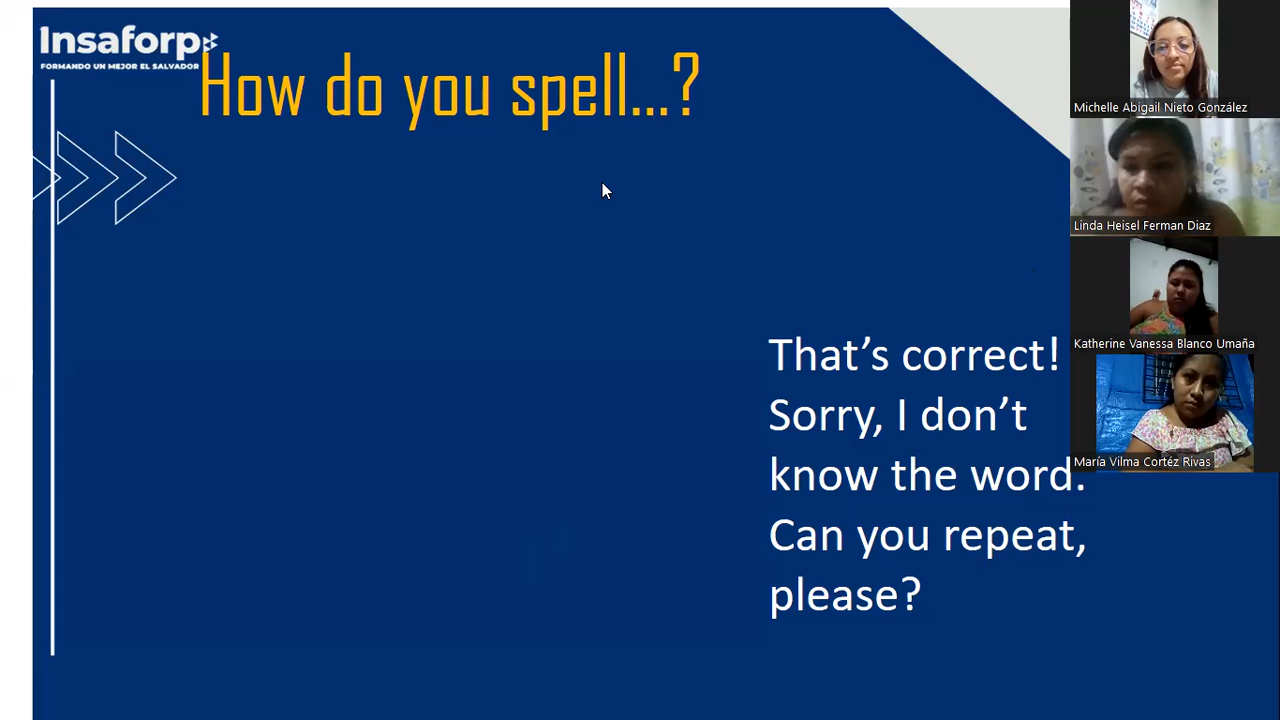 Insaforp
FORMANDO UN MEJOR EL SALVADOR
How do you spell...?
That's correct!
Sorry, I don't
know the word.
Can you repeat,
please?
Michelle Abigail Nieto González
Linda Heisel Ferman Diaz
Katherine Vanessa Blanco Umaña
María Vilma Cortéz Rivas